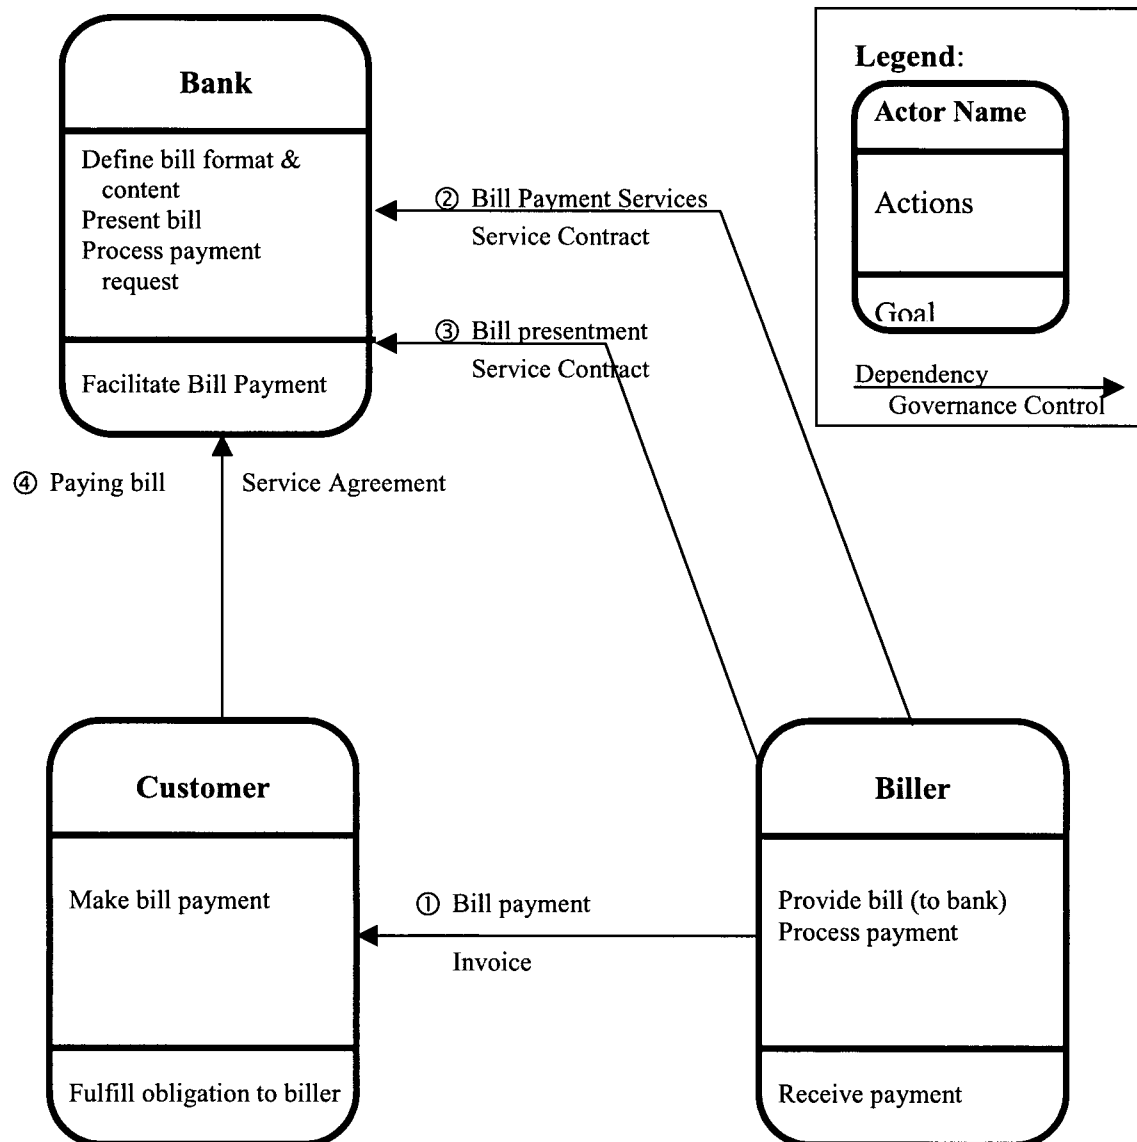 Bank
Define bill format &
content
Present bill
Process payment
request
Facilitate Bill Payment
② Bill Payment Services
Service Contract
③ Bill presentment
Service Contract
Legend:
Actor Name
Actions
Goal
Dependency
Governance Control
④ Paying bill
Service Agreement
Customer
Make bill payment
Fulfill obligation to biller
① Bill payment
Invoice
Biller
Provide bill (to bank)
Process payment
Receive payment